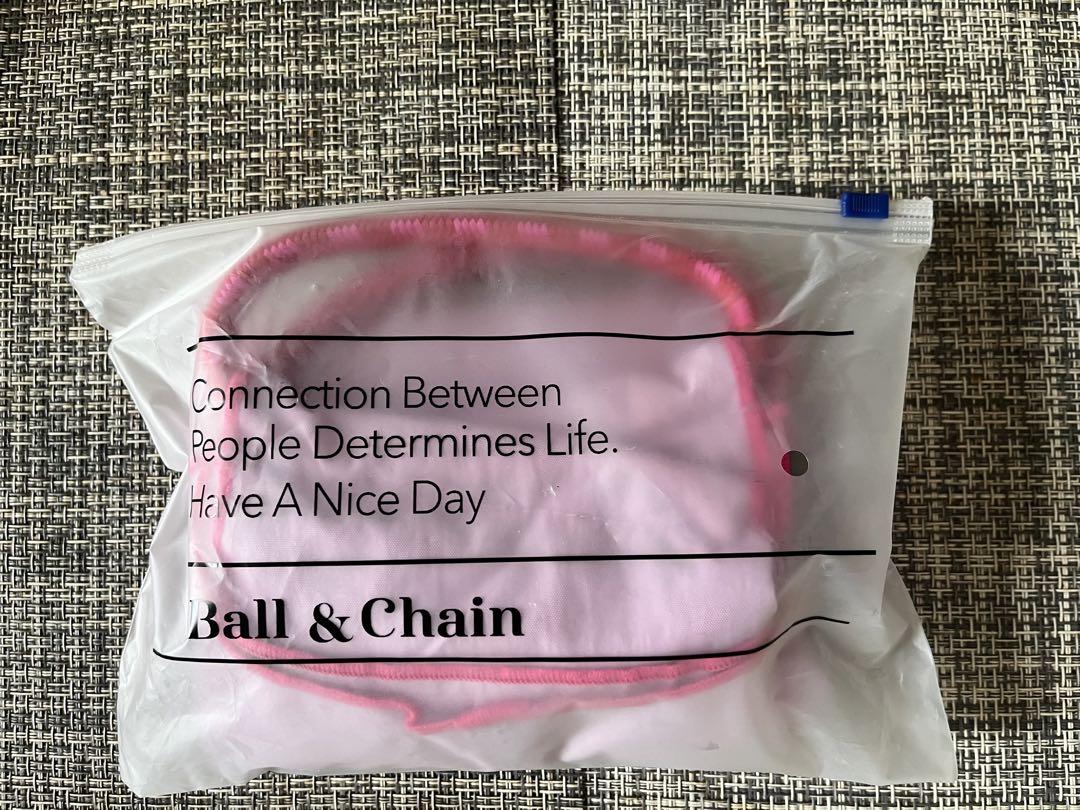 Connection Between
People Determines Life.
Have A Nice Day
Ball & Chain